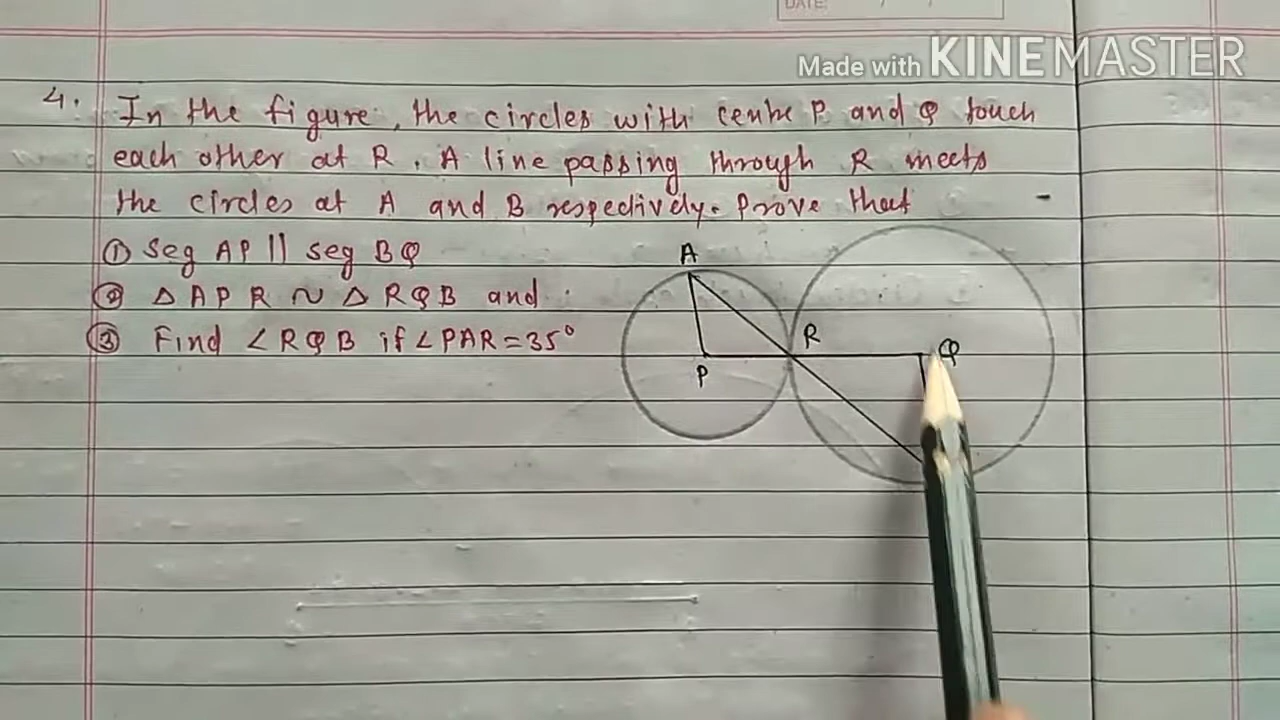 DATE:
Made with KINEMASTER
4. In the figure, the circles with centre P and Q touch
each other at R. A line passing through R meets
the circles at A and B respectively. Prove that
① seg AP || seg BQ
② △APR ~ △RQB and
③ Find ∠RQB if ∠PAR = 35°
A
R
Q
P